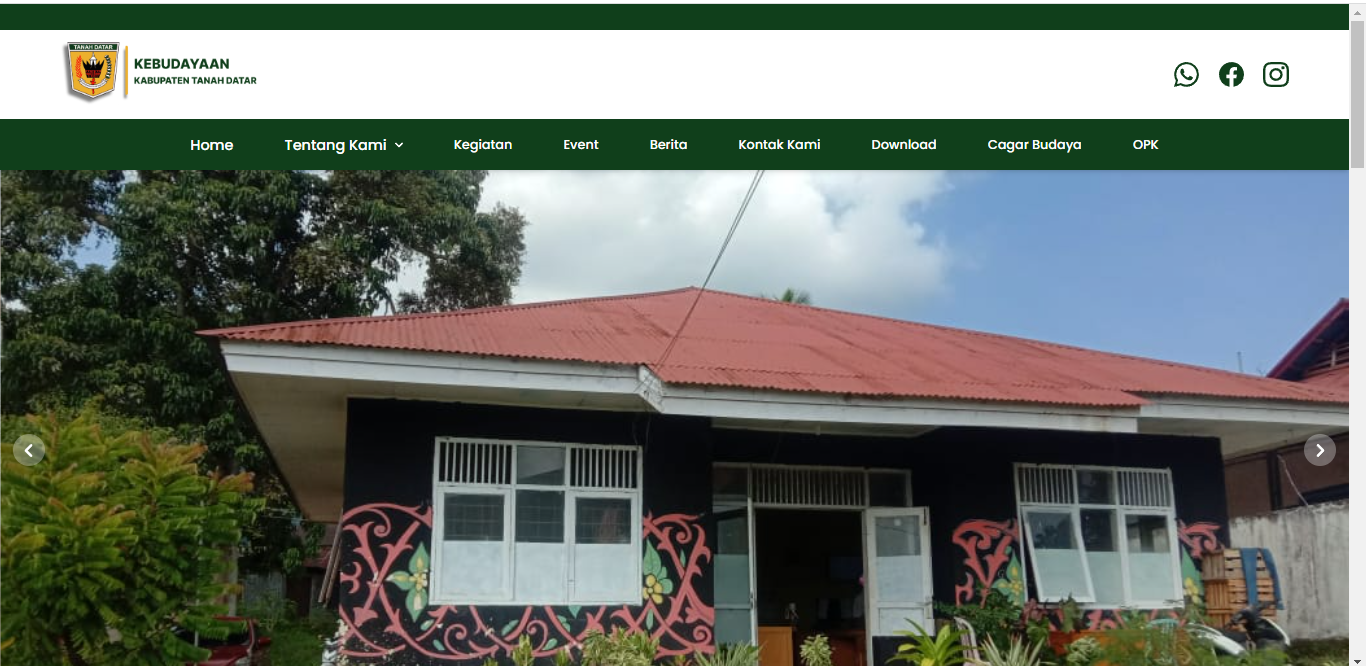 TANAH DATAR
KEBUDAYAAN
KABUPATEN TANAH DATAR
Home Tentang Kami Kegiatan Event Berita Kontak Kami Download Cagar Budaya OPK